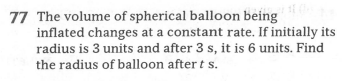 77 The volume of spherical balloon being
inflated changes at a constant rate. If initially its
radius is 3 units and after 3 s, it is 6 units. Find
the radius of balloon after t s.